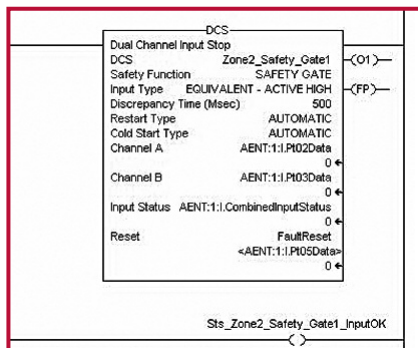 DCS
Dual Channel Input Stop
DCS Zone2_Safety_Gate1 (O1)
Safety Function SAFETY GATE
Input Type EQUIVALENT - ACTIVE HIGH (FP)
Discrepancy Time (Msec) 500
Restart Type AUTOMATIC
Cold Start Type AUTOMATIC
Channel A AENT:1:I.Pt02Data
0
Channel B AENT:1:I.Pt03Data
0
Input Status AENT:1:I.CombinedInputStatus
0
Reset FaultReset
<AENT:1:I.Pt05Data>
0
Sts_Zone2_Safety_Gate1_InputOK